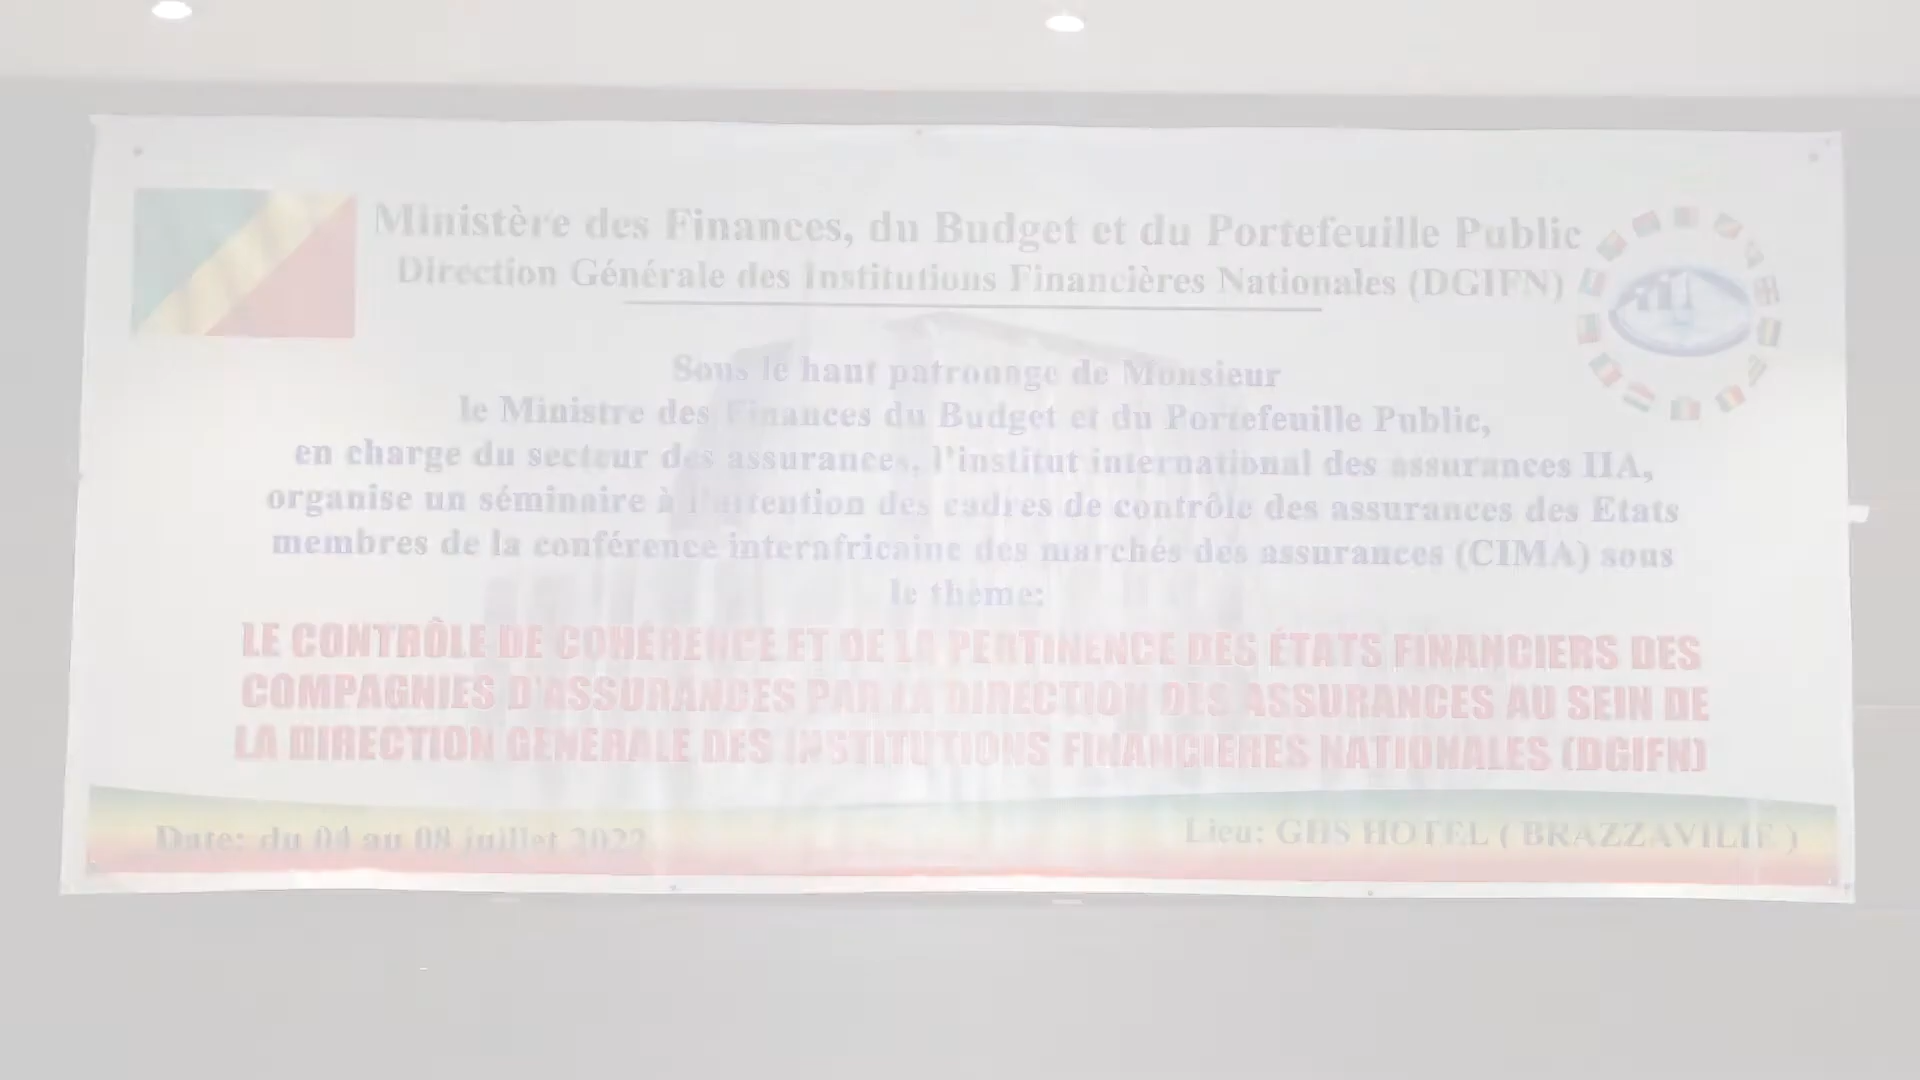 Ministère des Finances, du Budget et du Portefeuille Public
Direction Générale des Institutions Financières Nationales (DGIFN)
Sous le haut patronage de Monsieur
le Ministre des Finances du Budget et du Portefeuille Public,
en charge du secteur des assurances, l'institut international des assurances IIA,
organise un séminaire à l'attention des cadres de contrôle des assurances des Etats
membres de la conférence interafricaine des marchés des assurances (CIMA) sous
le thème:
LE CONTRÔLE DE COHÉRENCE ET DE LA PERTINENCE DES ÉTATS FINANCIERS DES
COMPAGNIES D'ASSURANCES PAR LA DIRECTION DES ASSURANCES AU SEIN DE
LA DIRECTION GENERALE DES INSTITUTIONS FINANCIERES NATIONALES (DGIFN)
Date: du 04 au 08 juillet 2022
Lieu: GHS HOTEL ( BRAZZAVILLE )